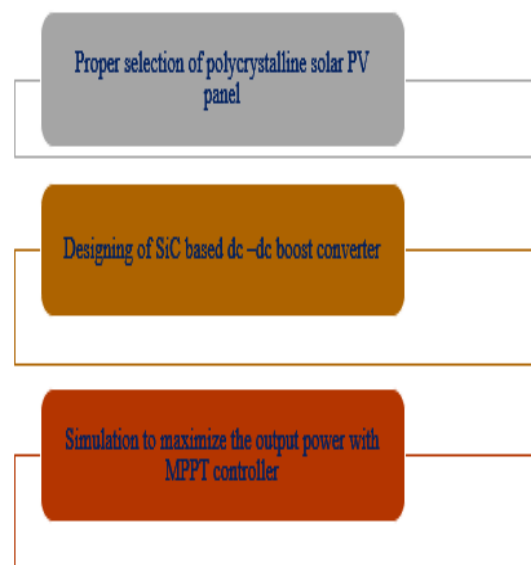 Proper selection of polycrystalline solar PV
panel
Designing of SiC based dc –dc boost converter
Simulation to maximize the output power with
MPPT controller